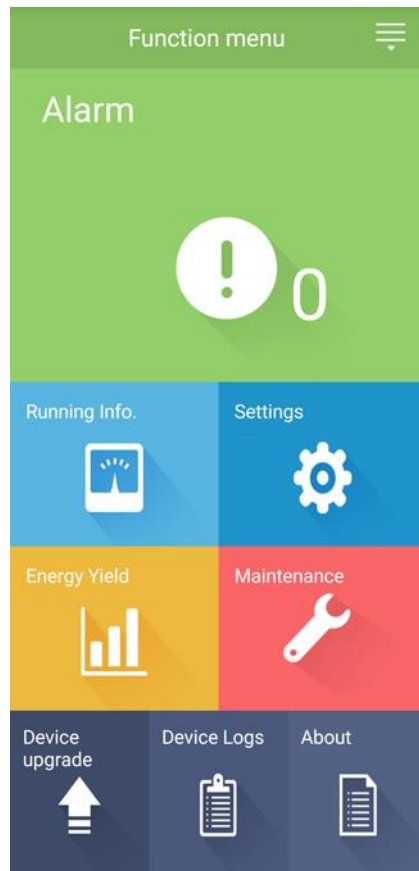 Function menu
Alarm
0
Running Info.
Settings
Energy Yield
Maintenance
Device
upgrade
Device Logs
About